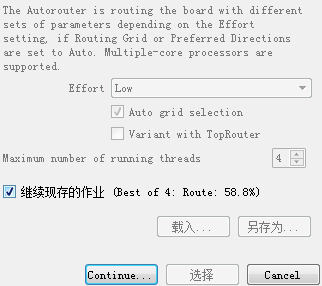 The Autorouter is routing the board with different
sets of parameters depending on the Effort
setting, if Routing Grid or Preferred Directions
are set to Auto. Multiple-core processors are
supported.
Effort Low
Auto grid selection
Variant with TopRouter
Maximum number of running threads 4
继续现存的作业 (Best of 4: Route: 58.8%)
载入... 另存为...
Continue... 选择 Cancel